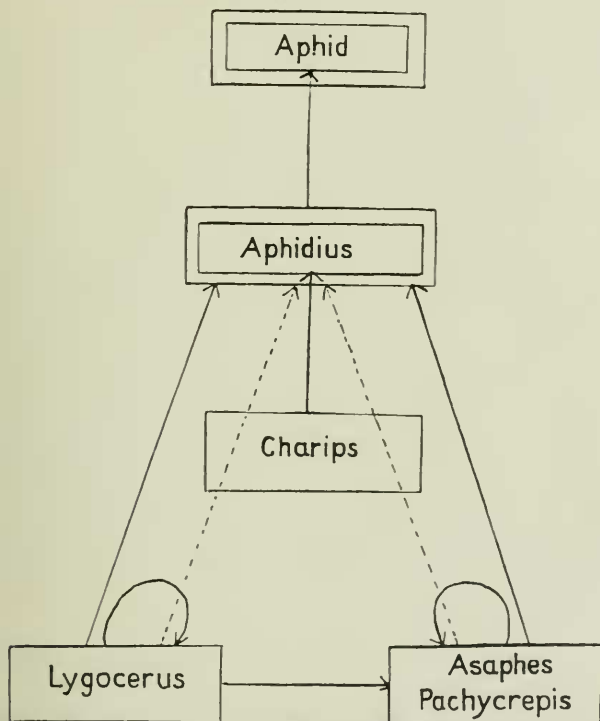 Aphid
Aphidius
Charips
Lygocerus
Asaphes
Pachycrepis